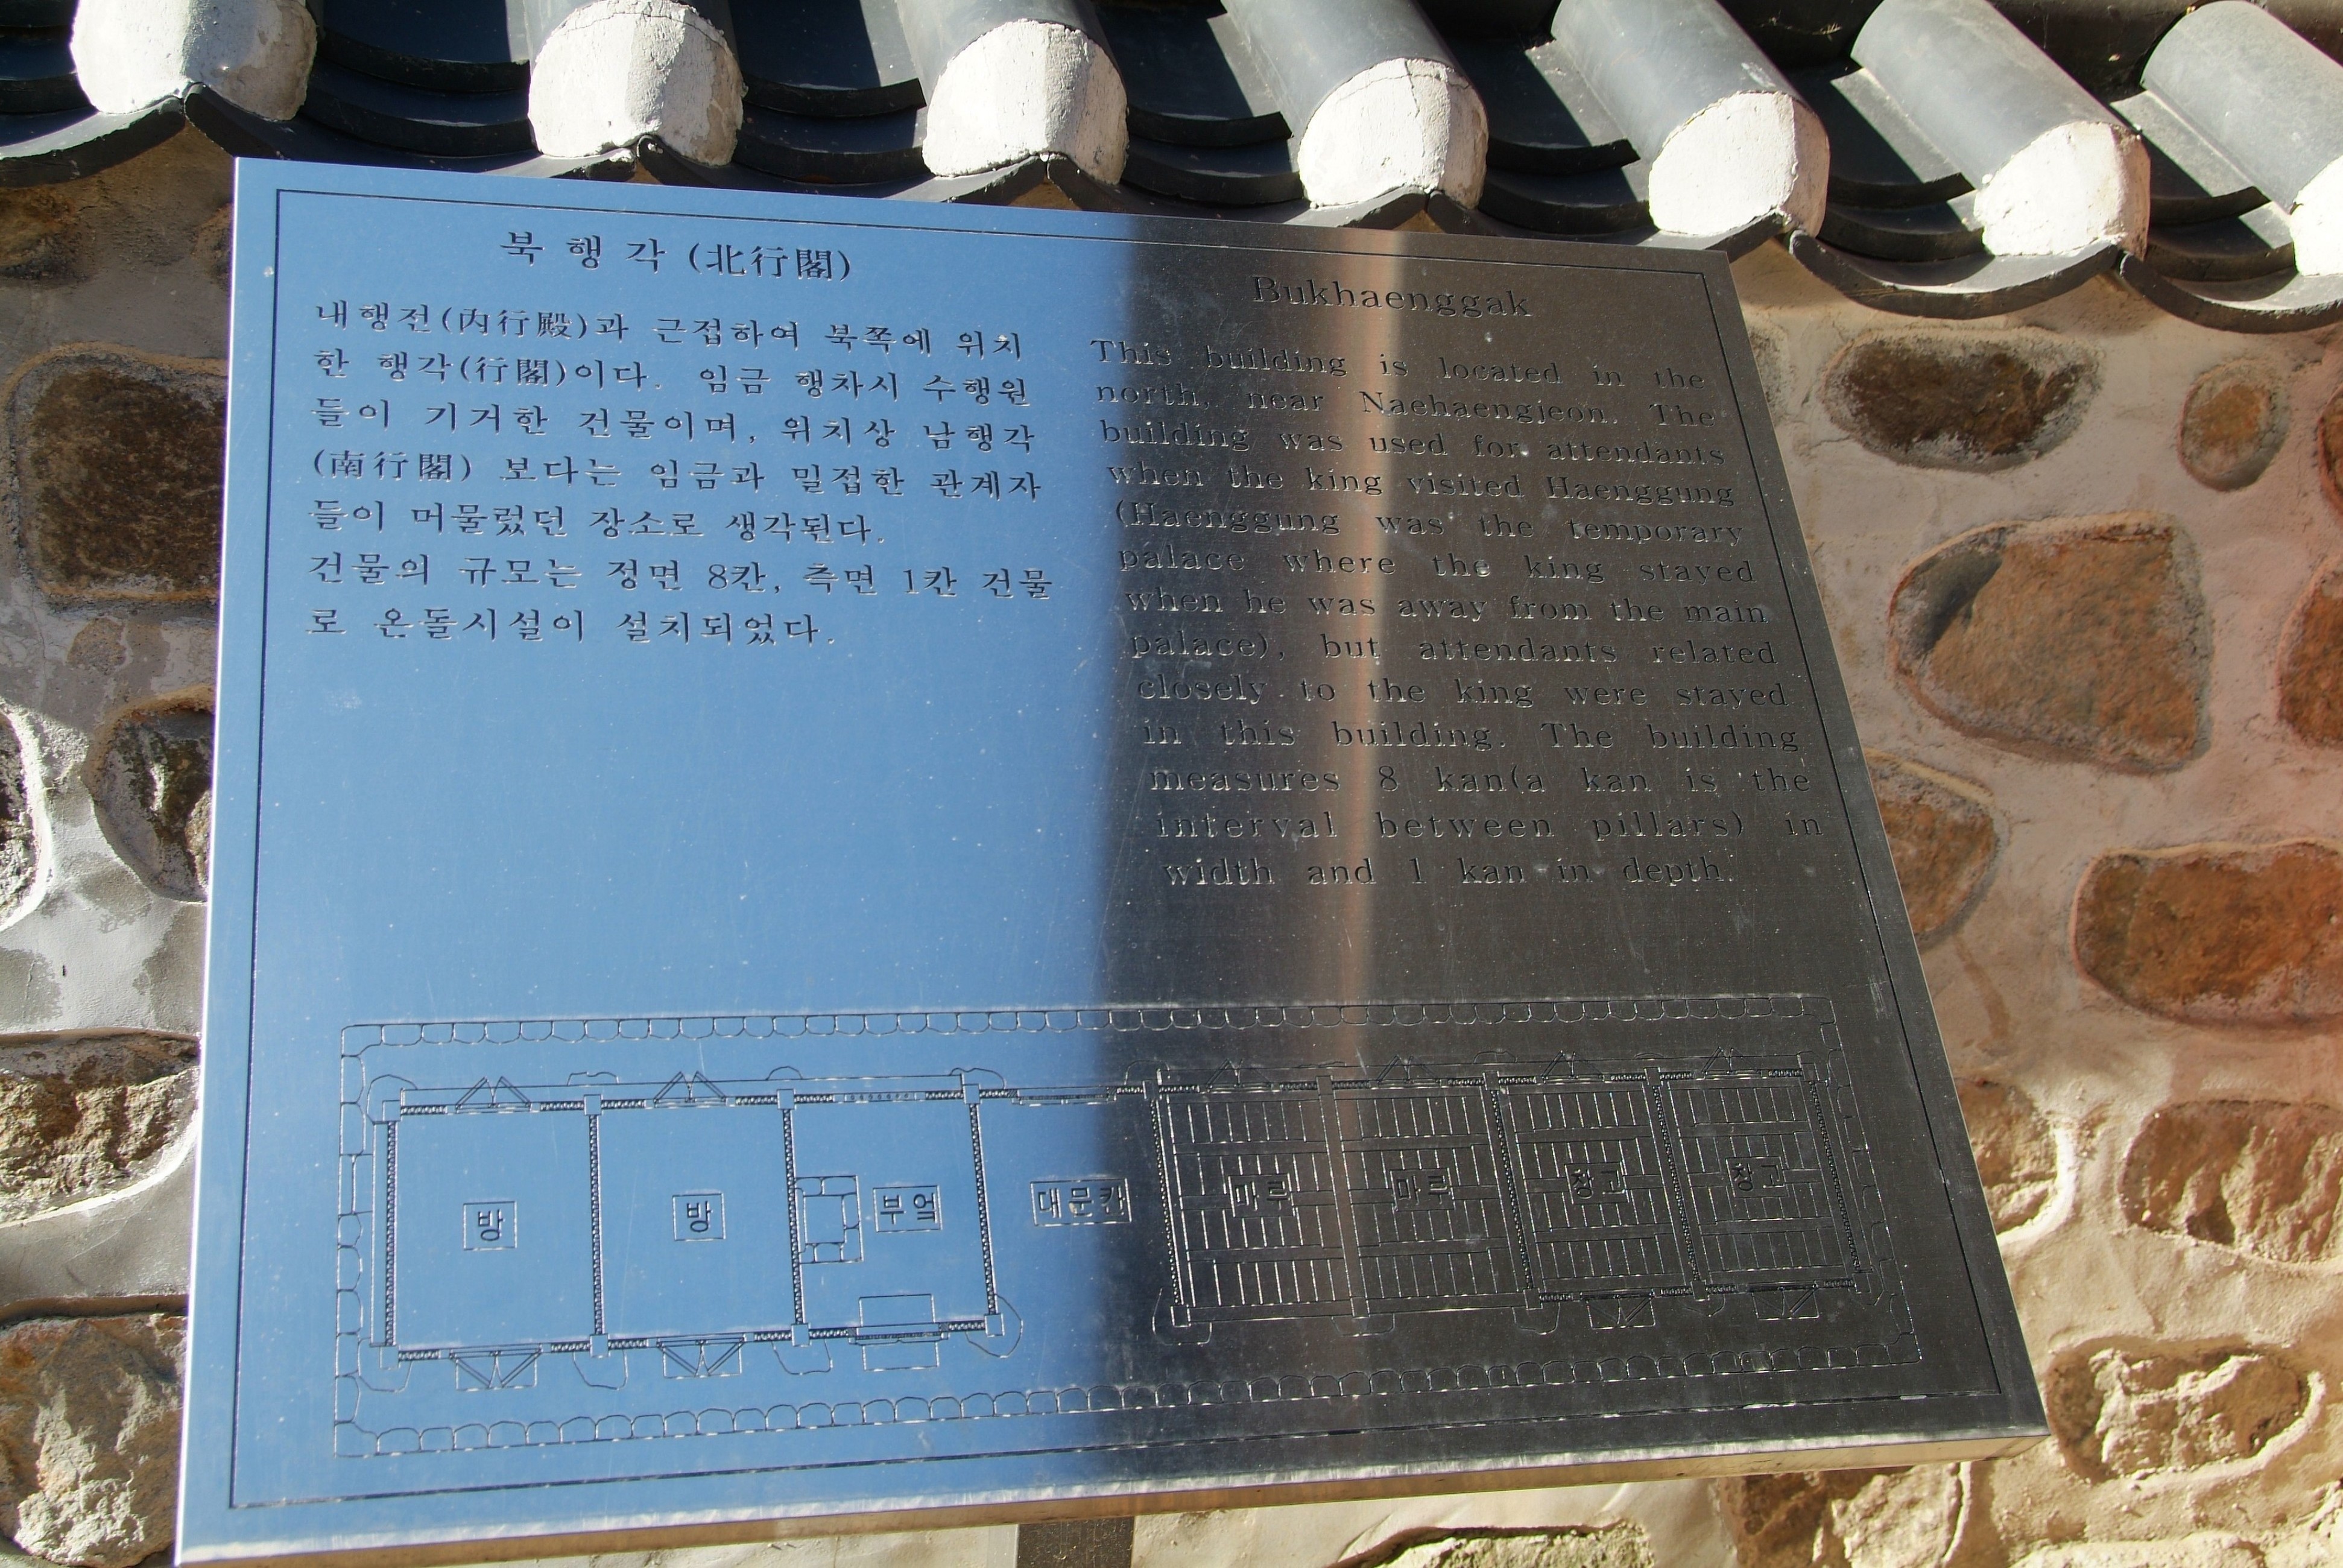 북 행 각 (北行閣)
내행전(内行殿)과 근접하여 북쪽에 위치
한 행각(行閣)이다. 임금 행차시 수행원
들이 기거한 건물이며, 위치상 남행각
(南行閣) 보다는 임금과 밀접한 관계자
들이 머물렀던 장소로 생각된다.
건물의 규모는 정면 8칸, 측면 1칸 건물
로 온돌시설이 설치되었다.
Bukhaenggak
This building is located in the
north, near Naehaengjeon. The
building was used for attendants
when the king visited Haenggung
(Haenggung was the temporary
palace where the king stayed
when he was away from the main
palace), but attendants related
closely to the king were stayed
in this building. The building
measures 8 kan(a kan is the
interval between pillars) in
width and 1 kan in depth.
방 방 부엌 대문칸 마루 마루 창고 창고